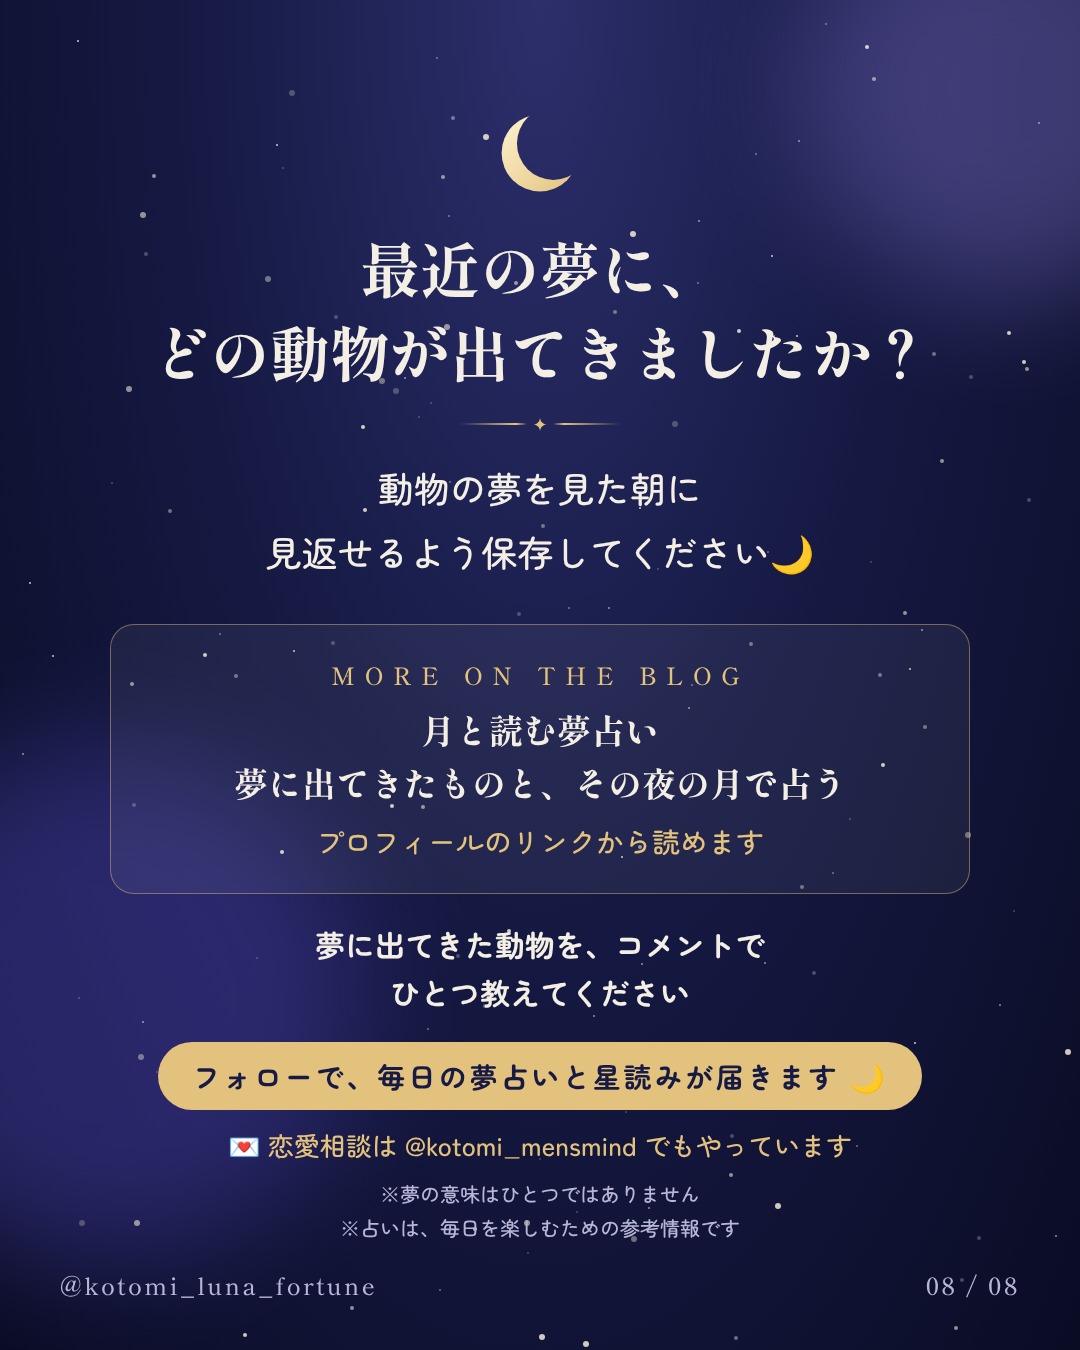 最近の夢に、
どの動物が出てきましたか？
動物の夢を見た朝に
見返せるよう保存してください🌙
MORE ON THE BLOG
月と読む夢占い
夢に出てきたものと、その夜の月で占う
プロフィールのリンクから読めます
夢に出てきた動物を、コメントで
ひとつ教えてください
フォローで、毎日の夢占いと星読みが届きます 🌙
💌 恋愛相談は @kotomi_mensmind でもやっています
※夢の意味はひとつではありません
※占いは、毎日を楽しむための参考情報です
@kotomi_luna_fortune
08 / 08